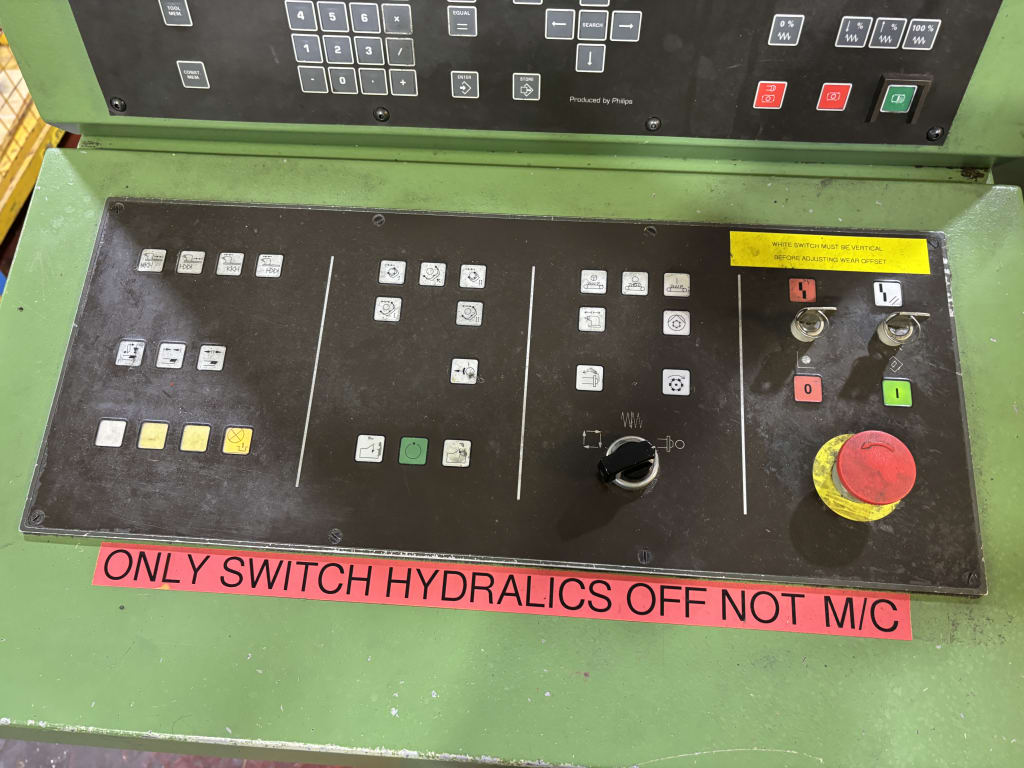 TOOL
MEM
4 5 6 x
EQUAL
=
SEARCH
0 %
%
%
100 %
1 2 3 /
CONST
MEM
- 0 . +
ENTER
STORE
Produced by Philips
WHITE SWITCH MUST BE VERTICAL
BEFORE ADJUSTING WEAR OFFSET
0 I
ONLY SWITCH HYDRALICS OFF NOT M/C